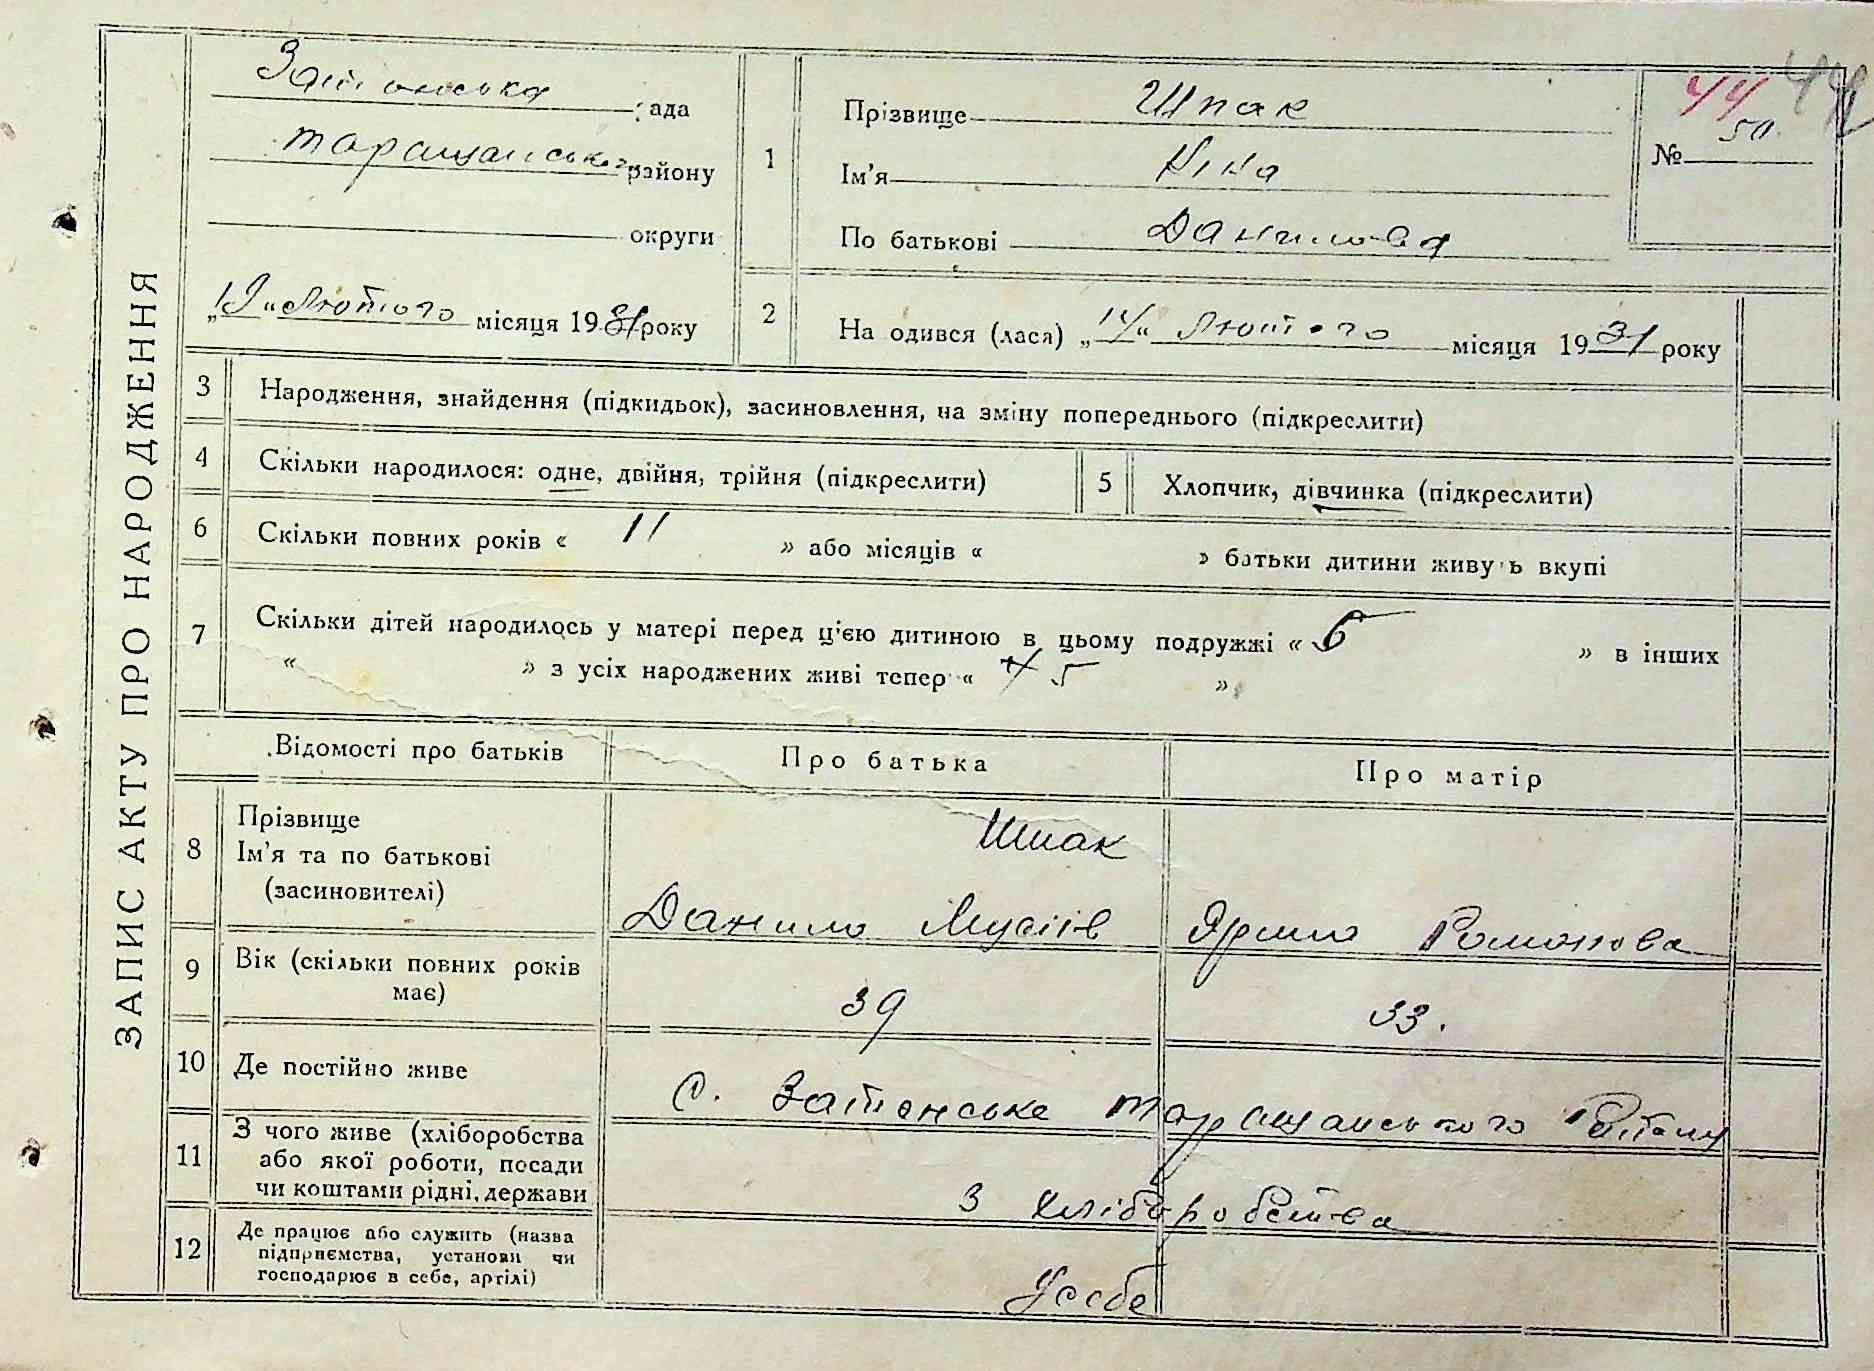 ЗАПИС АКТУ ПРО НАРОДЖЕННЯ
рада
Таращанського району
округи
„19“ Лютого місяця 1931 року
44 44
№ 50
1 Прізвище Шпак
Ім'я Ніна
По батькові Данилова
2 На одився (лася) „14“ Лютого місяця 1931 року
3 Народження, знайдення (підкидьок), засиновлення, на зміну попереднього (підкреслити)
4 Скільки народилося: одне, двійня, трійня (підкреслити)
5 Хлопчик, дівчинка (підкреслити)
6 Скільки повних років « 11 » або місяців « » батьки дитини живуть вкупі
7 Скільки дітей народилось у матері перед цією дитиною в цьому подружжі « 6 » в інших
« » з усіх народжених живі тепер « 5 »
Відомості про батьків Про батька Про матір
8 Прізвище
Ім'я та по батькові
(засиновителі)
Шпак
Данило Мусіїв Ярина Романова
9 Вік (скільки повних років
має)
39 33.
10 Де постійно живе
с. Затонське Таращанського Району
11 З чого живе (хліборобства
або якої роботи, посади
чи коштами рідні, держави
З хліборобства
12 Де працює або служить (назва
підприємства, установи чи
господарює в себе, артілі)
У себе